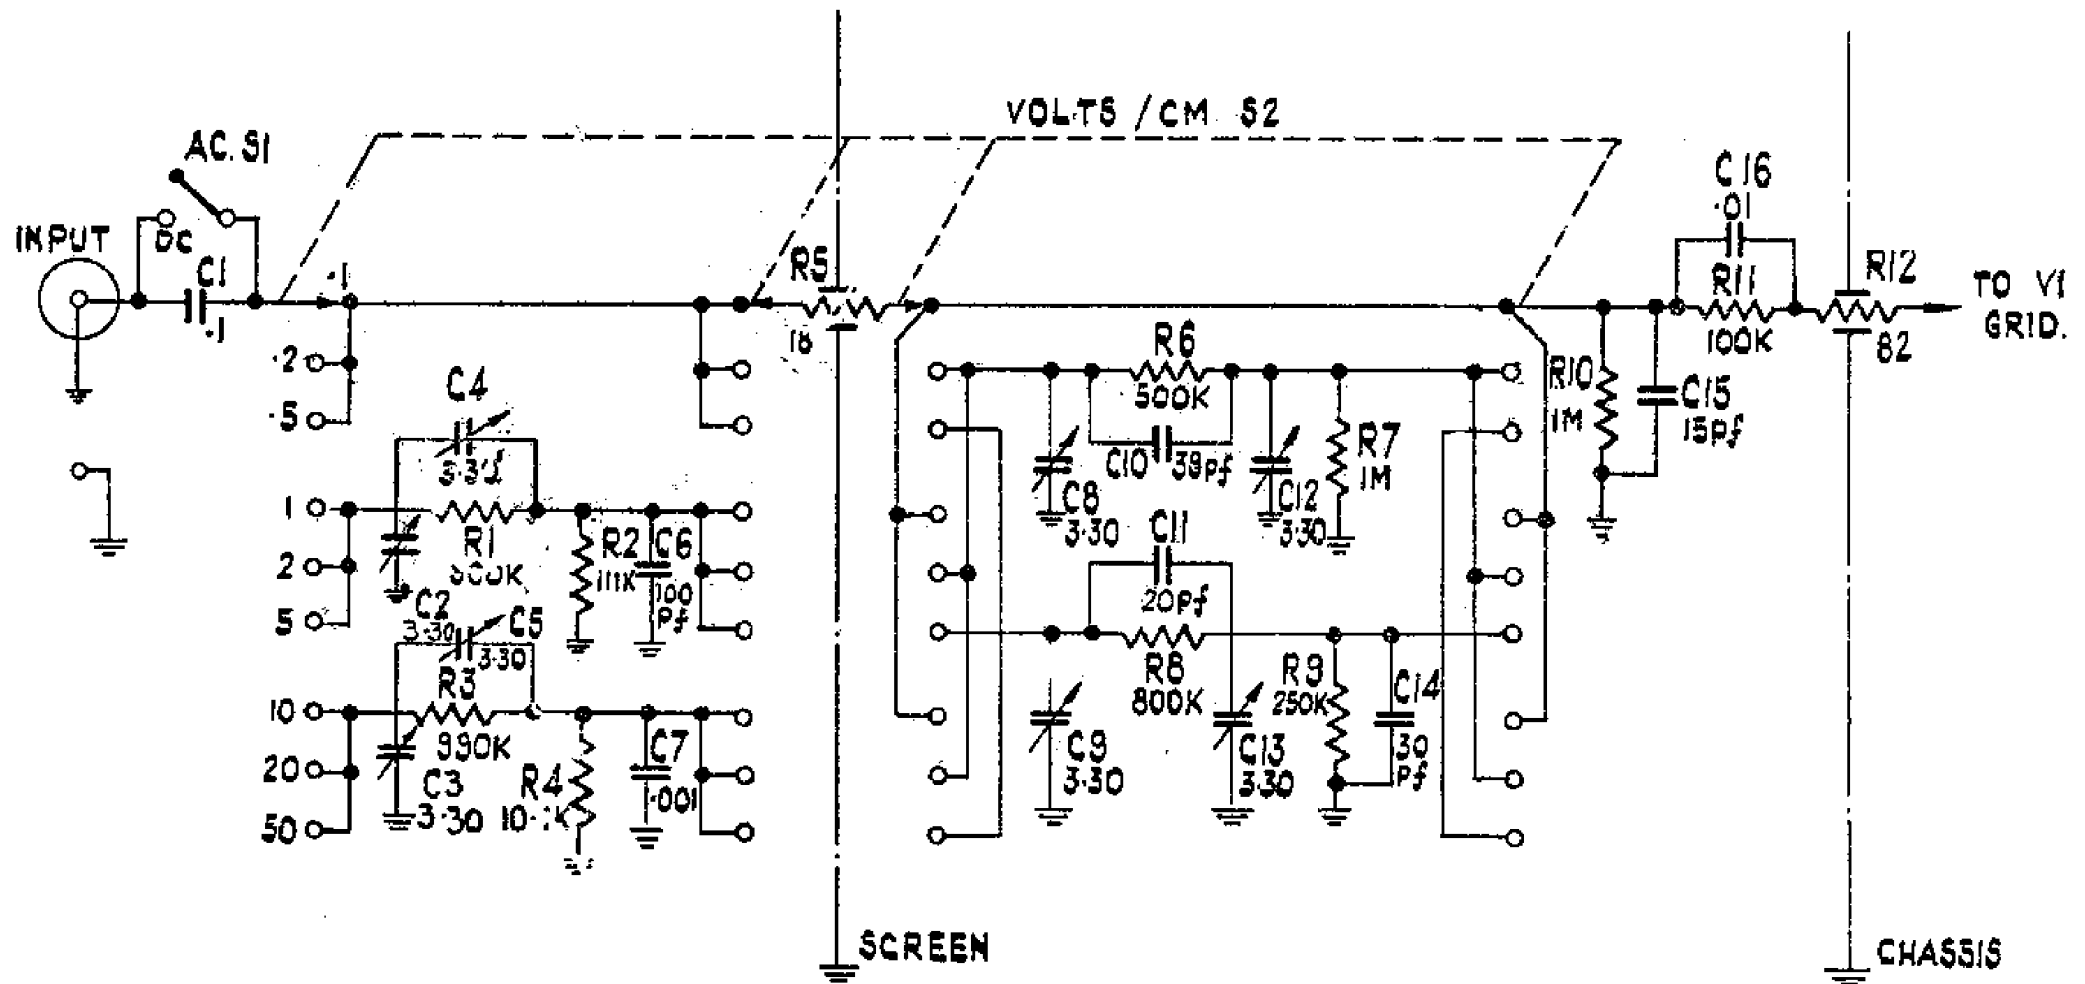 VOLTS / CM S2
AC. S1
DC
INPUT
C1
.1
.1
.2
.5
1
2
5
10
20
50
C4
R1
C2
3.30
C5
3.30
R2
111K
C6
100
Pf
R3
990K
C3
3.30
R4
C7
.001
R5
18
SCREEN
R6
500K
C10
39pf
C8
3.30
C12
3.30
R7
1M
C11
20pf
R8
800K
C9
3.30
C13
3.30
R9
250K
C14
30
Pf
R10
1M
C15
15pf
C16
.01
R11
100K
R12
82
TO V1
GRID.
CHASSIS